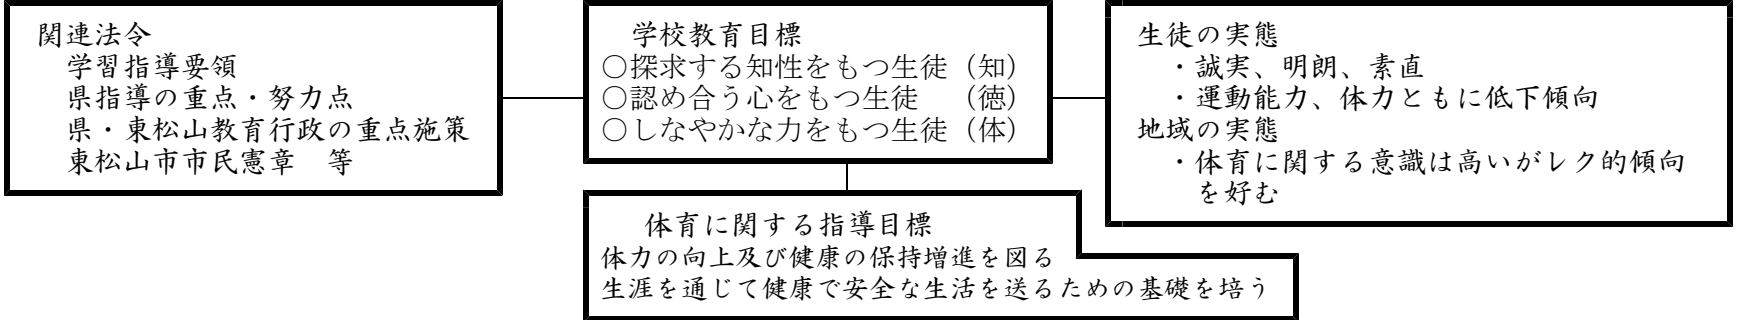 関連法令
学習指導要領
県指導の重点・努力点
県・東松山教育行政の重点施策
東松山市市民憲章　等
学校教育目標
○探求する知性をもつ生徒（知）
○認め合う心をもつ生徒　（徳）
○しなやかな力をもつ生徒（体）
生徒の実態
・誠実、明朗、素直
・運動能力、体力ともに低下傾向
地域の実態
・体育に関する意識は高いがレク的傾向
を好む
体育に関する指導目標
体力の向上及び健康の保持増進を図る
生涯を通じて健康で安全な生活を送るための基礎を培う